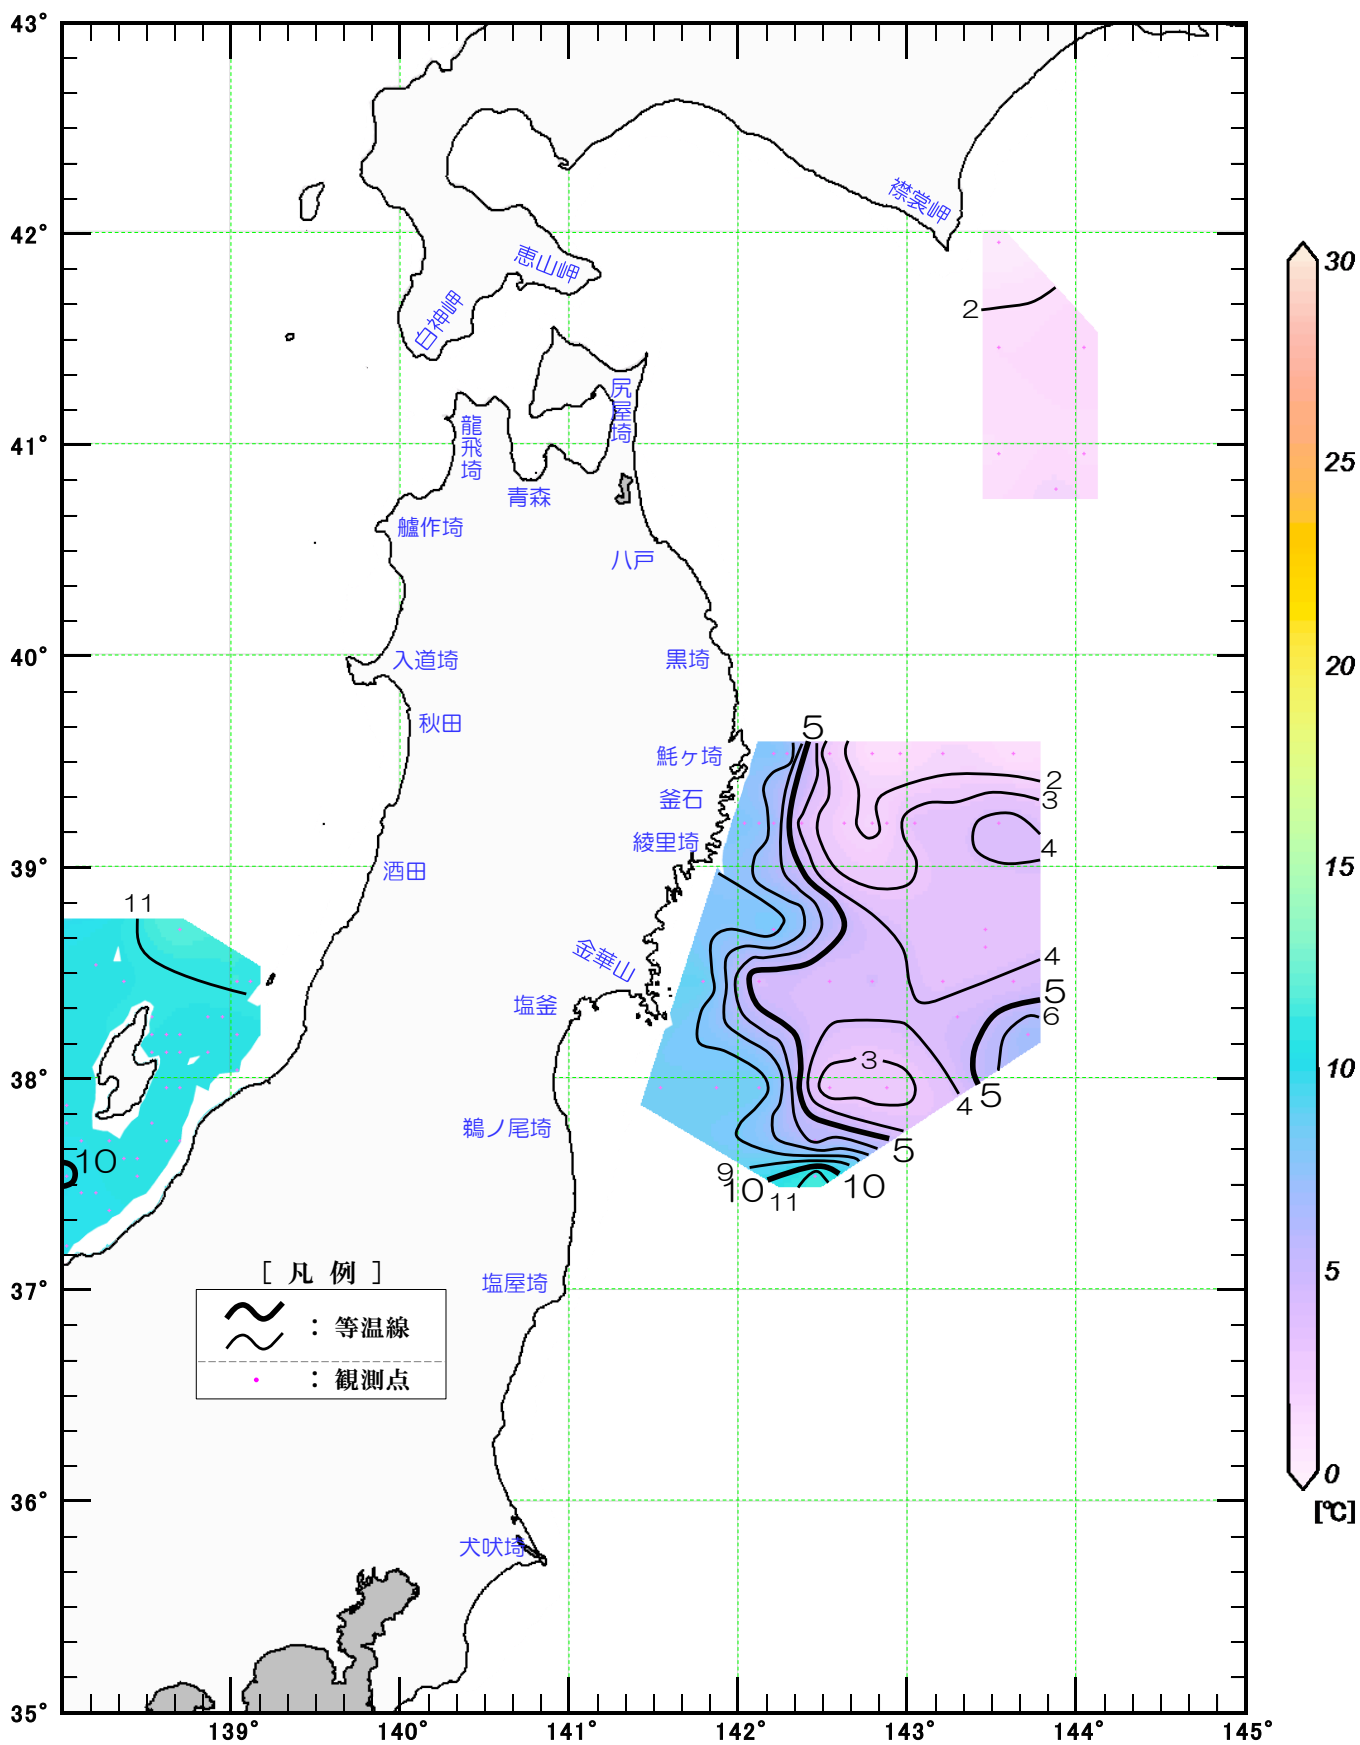 43°
42°
41°
40°
39°
38°
37°
36°
35°
139°
140°
141°
142°
143°
144°
145°
襟裳岬
恵山岬
白神岬
尻屋埼
龍飛埼
青森
艫作埼
八戸
入道埼
黒埼
秋田
魹ヶ埼
釜石
綾里埼
酒田
金華山
塩釜
鵜ノ尾埼
塩屋埼
犬吠埼
2
5
2
3
4
4
5
6
3
4
5
5
9
10
11
10
11
10
[ 凡 例 ]
: 等温線
: 観測点
30
25
20
15
10
5
0
[℃]